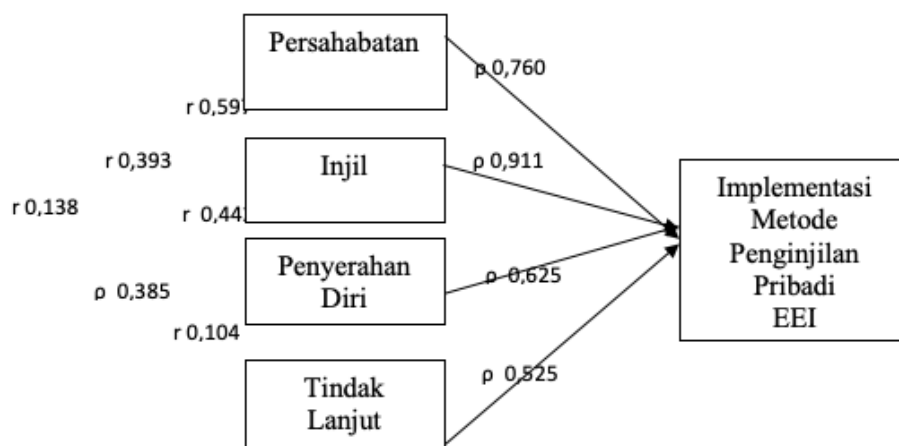 Persahabatan
ρ 0,760
r 0,597
Injil
ρ 0,911
r 0,393
r 0,138
r 0,44
Implementasi
Metode
Penginjilan
Pribadi
EEI
Penyerahan
Diri
ρ 0,625
ρ 0,385
r 0,104
Tindak
Lanjut
ρ 0,525